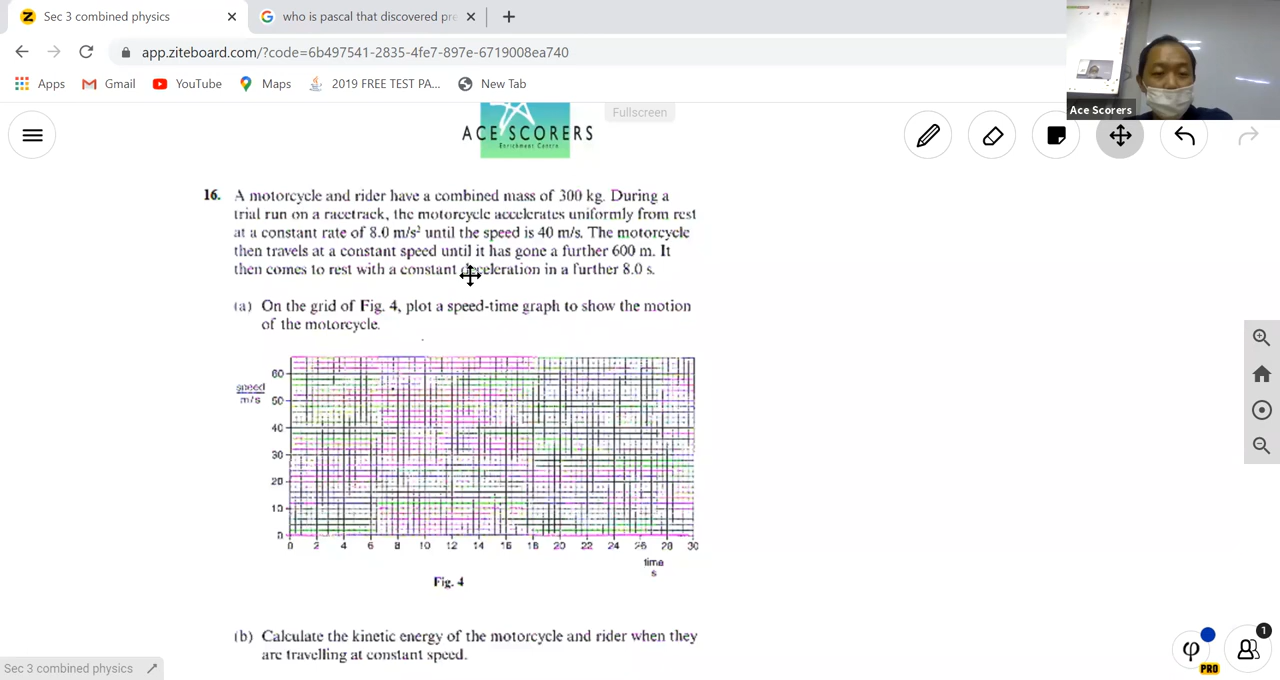 Sec 3 combined physics
who is pascal that discovered pre
app.ziteboard.com/?code=6b497541-2835-4fe7-897e-6719008ea740
Apps Gmail YouTube Maps 2019 FREE TEST PA... New Tab
Ace Scorers
Fullscreen
ACE SCORERS
Enrichment Centre
16. A motorcycle and rider have a combined mass of 300 kg. During a
trial run on a racetrack, the motorcycle accelerates uniformly from rest
at a constant rate of 8.0 m/s² until the speed is 40 m/s. The motorcycle
then travels at a constant speed until it has gone a further 600 m. It
then comes to rest with a constant deceleration in a further 8.0 s.
(a) On the grid of Fig. 4, plot a speed-time graph to show the motion
of the motorcycle.
60
speed
m/s
50
40
30
20
10
0
0 2 4 6 8 10 12 14 16 18 20 22 24 26 28 30
time
s
Fig. 4
(b) Calculate the kinetic energy of the motorcycle and rider when they
are travelling at constant speed.
Sec 3 combined physics
1
PRO